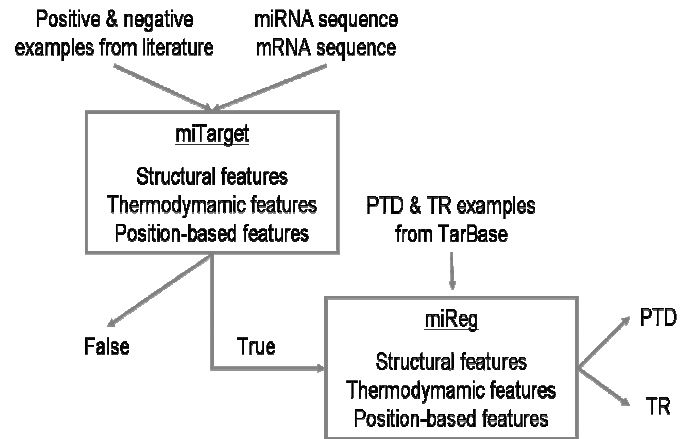 Positive & negative
examples from literature
miRNA sequence
mRNA sequence
miTarget
Structural features
Thermodymamic features
Position-based features
PTD & TR examples
from TarBase
False
True
miReg
Structural features
Thermodymamic features
Position-based features
PTD
TR